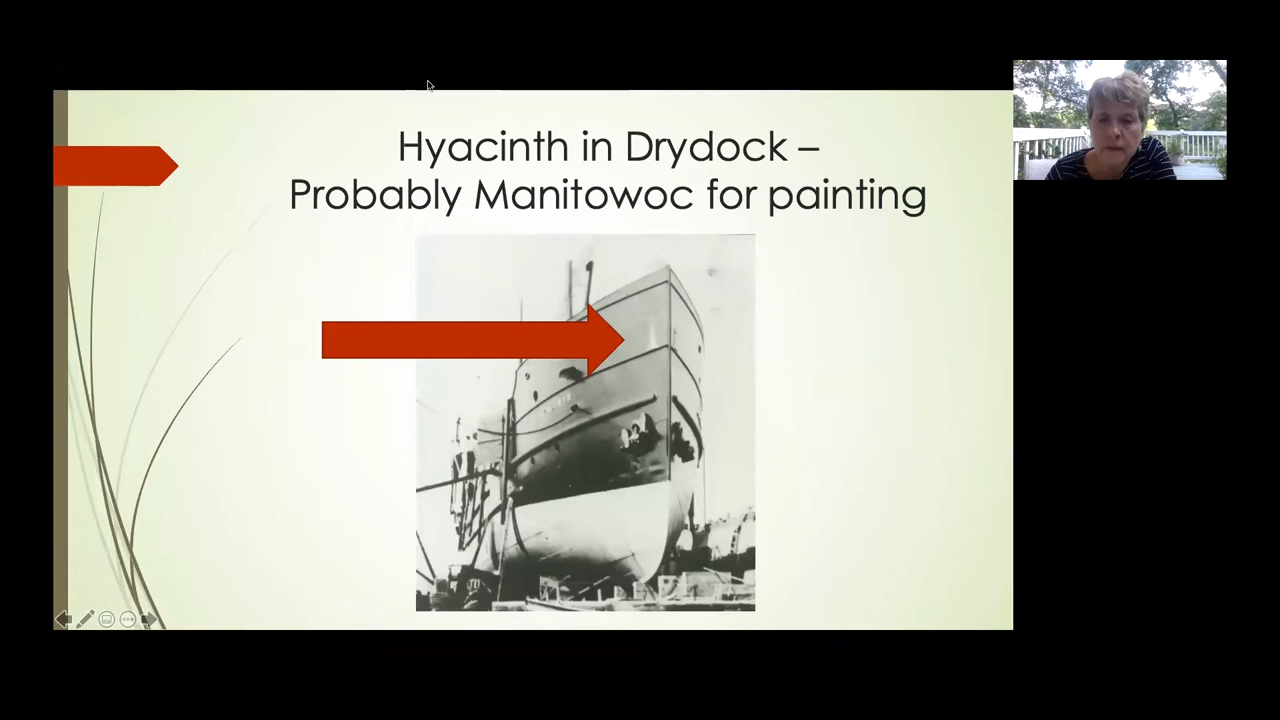 Hyacinth in Drydock –
Probably Manitowoc for painting